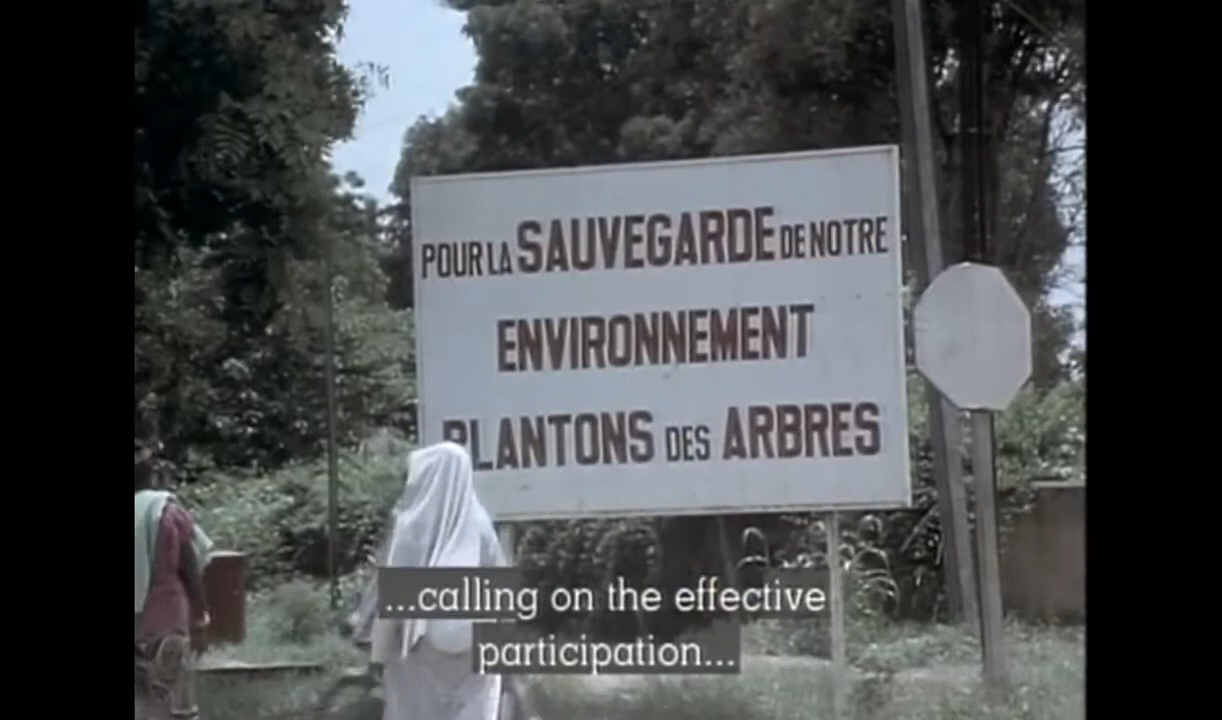 POUR LA SAUVEGARDE DE NOTRE
ENVIRONNEMENT
PLANTONS DES ARBRES
...calling on the effective
participation...